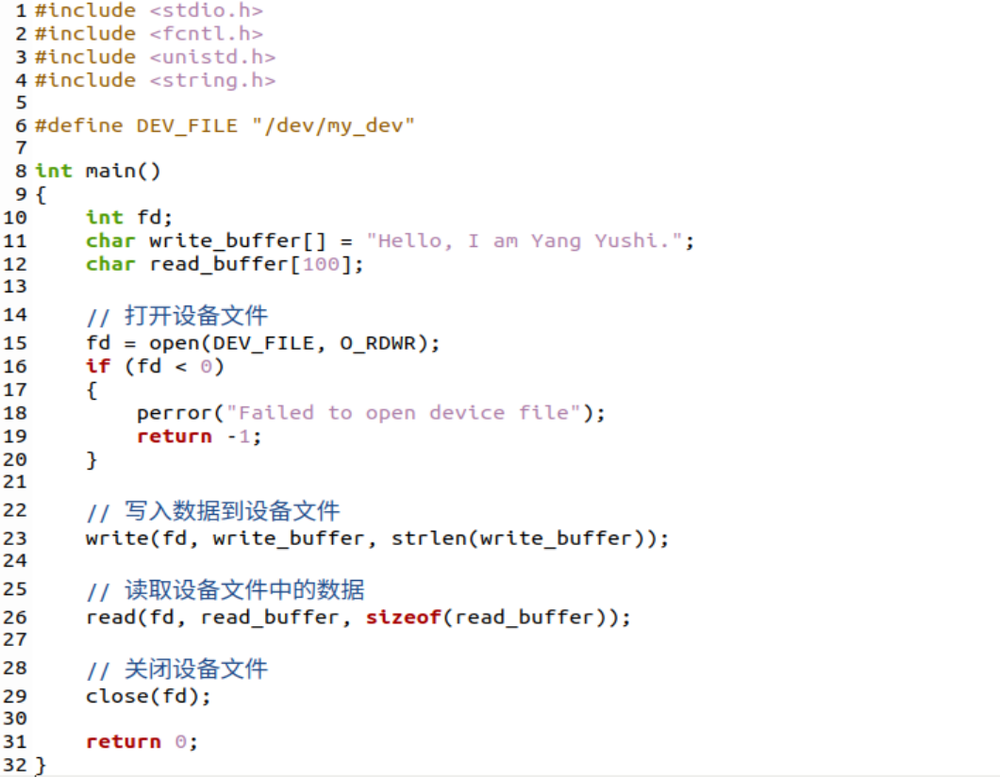 1 #include <stdio.h>
2 #include <fcntl.h>
3 #include <unistd.h>
4 #include <string.h>
5
6 #define DEV_FILE "/dev/my_dev"
7
8 int main()
9 {
10     int fd;
11     char write_buffer[] = "Hello, I am Yang Yushi.";
12     char read_buffer[100];
13
14     // 打开设备文件
15     fd = open(DEV_FILE, O_RDWR);
16     if (fd < 0)
17     {
18         perror("Failed to open device file");
19         return -1;
20     }
21
22     // 写入数据到设备文件
23     write(fd, write_buffer, strlen(write_buffer));
24
25     // 读取设备文件中的数据
26     read(fd, read_buffer, sizeof(read_buffer));
27
28     // 关闭设备文件
29     close(fd);
30
31     return 0;
32 }